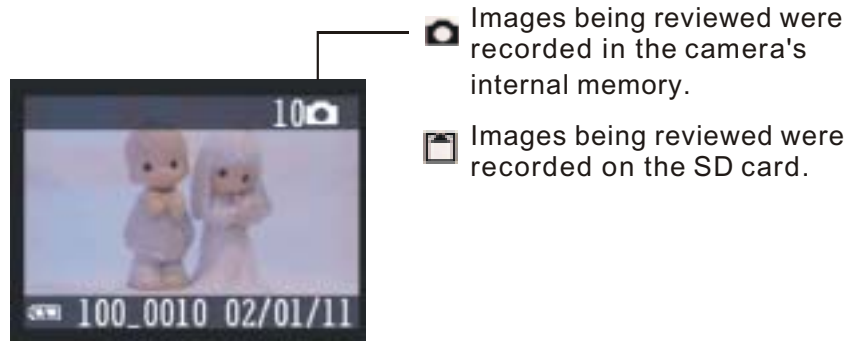 Images being reviewed were
recorded in the camera's
internal memory.
Images being reviewed were
recorded on the SD card.
10
100_0010 02/01/11